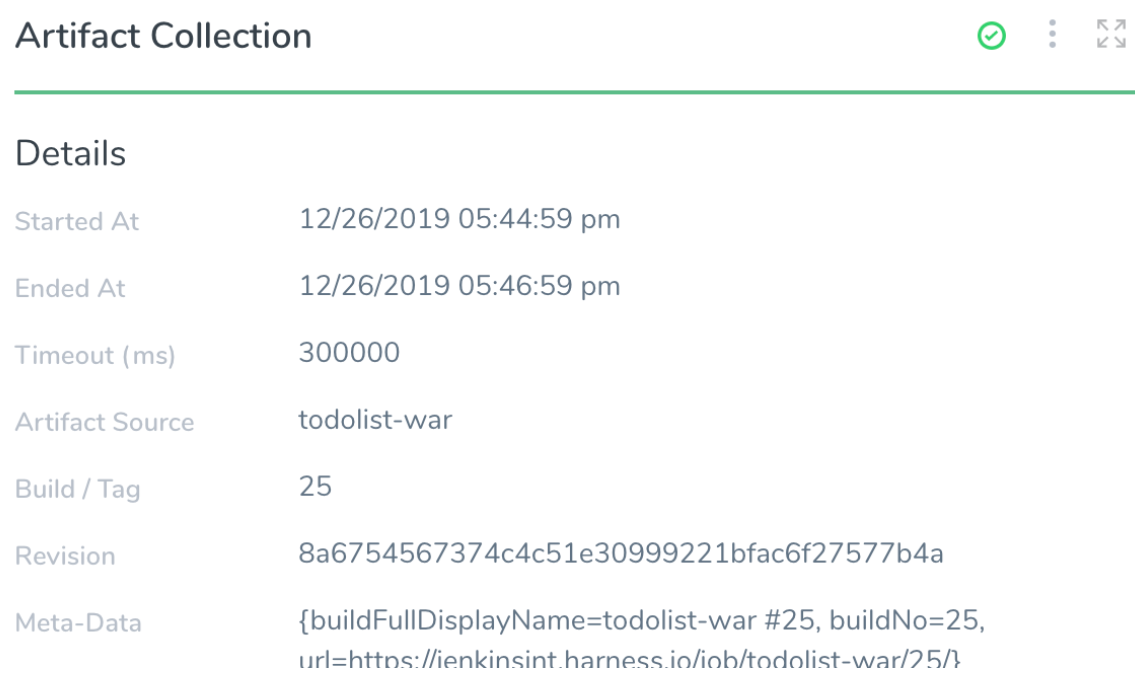 Artifact Collection
Details
Started At 12/26/2019 05:44:59 pm
Ended At 12/26/2019 05:46:59 pm
Timeout (ms) 300000
Artifact Source todolist-war
Build / Tag 25
Revision 8a6754567374c4c51e30999221bfac6f27577b4a
Meta-Data {buildFullDisplayName=todolist-war #25, buildNo=25,
url=https://jenkinsint.harness.io/job/todolist-war/25/}